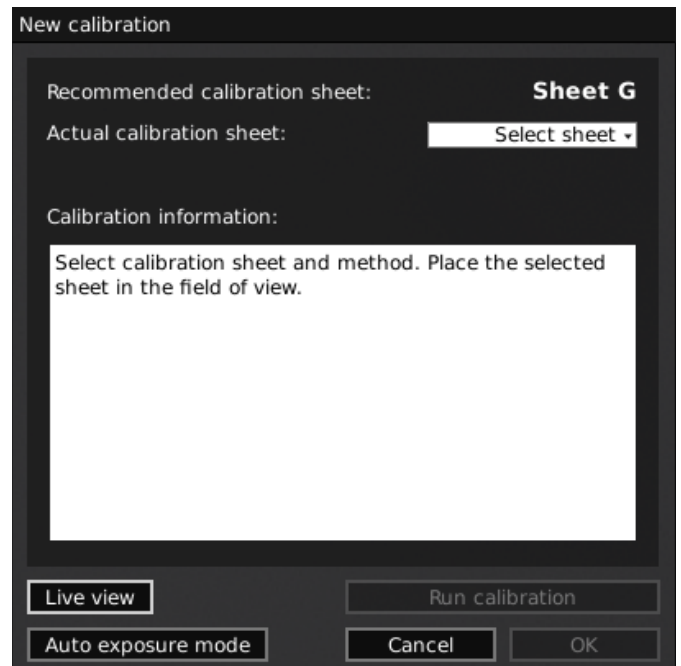 New calibration
Recommended calibration sheet: Sheet G
Actual calibration sheet: Select sheet
Calibration information:
Select calibration sheet and method. Place the selected
sheet in the field of view.
Live view Run calibration
Auto exposure mode Cancel OK